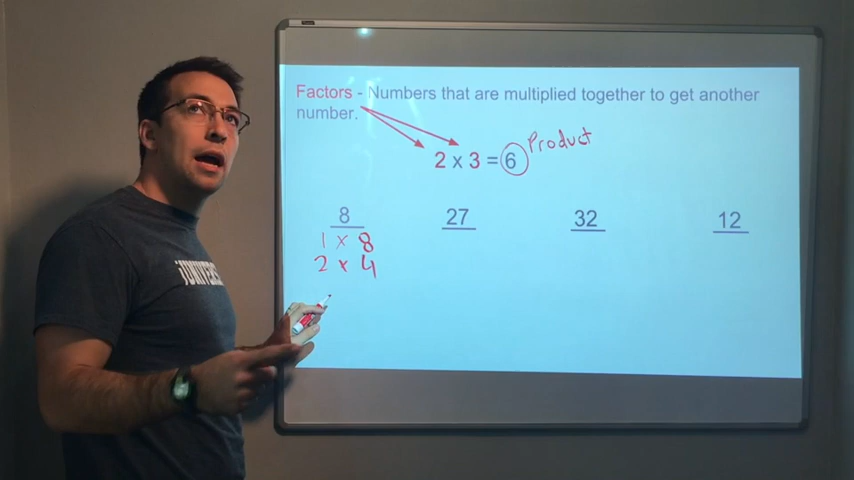 Factors - Numbers that are multiplied together to get another
number.
2 x 3 = 6 Product
8 27 32 12
1 x 8
2 x 4